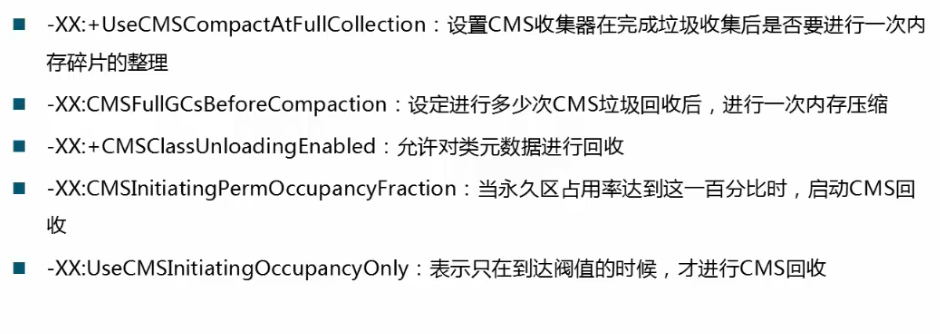 -XX:+UseCMSCompactAtFullCollection：设置CMS收集器在完成垃圾收集后是否要进行一次内
存碎片的整理
-XX:CMSFullGCsBeforeCompaction：设定进行多少次CMS垃圾回收后，进行一次内存压缩
-XX:+CMSClassUnloadingEnabled：允许对类元数据进行回收
-XX:CMSInitiatingPermOccupancyFraction：当永久区占用率达到这一百分比时，启动CMS回
收
-XX:UseCMSInitiatingOccupancyOnly：表示只在到达阀值的时候，才进行CMS回收